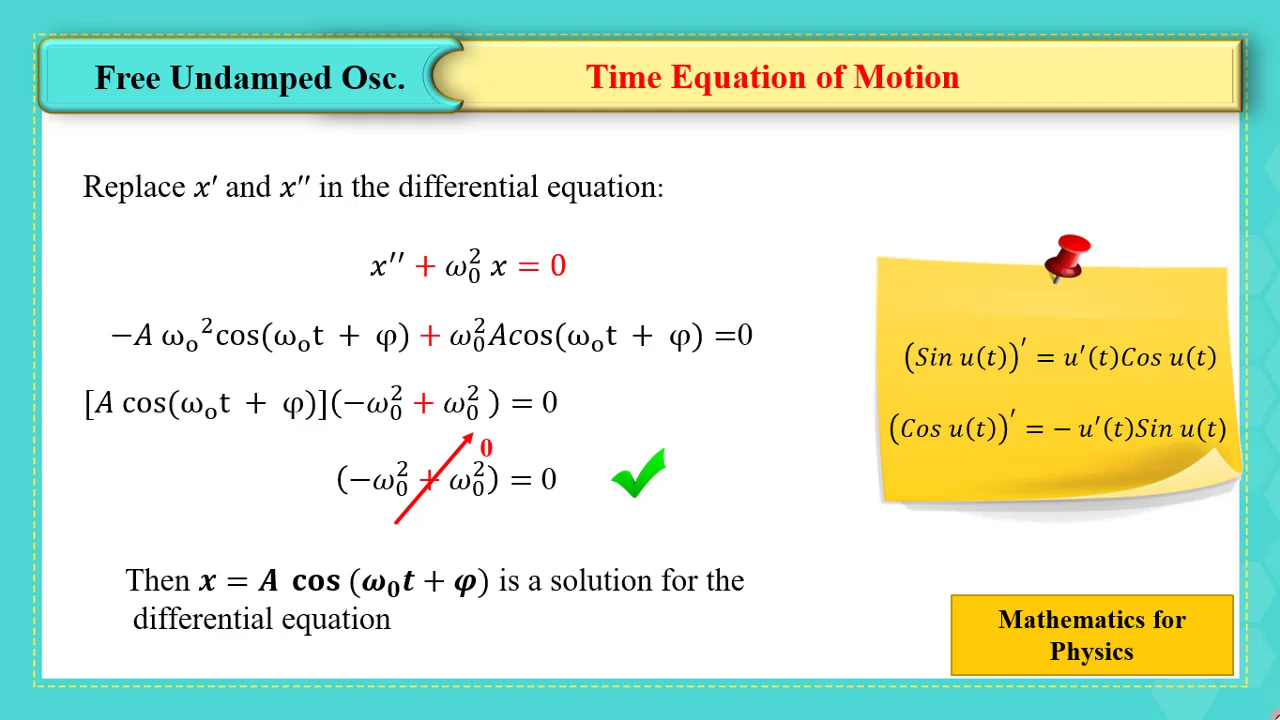 Free Undamped Osc.
Time Equation of Motion
Replace x′ and x′′ in the differential equation:
x′′ + ω₀² x = 0
−A ωₒ²cos(ωₒt + φ) + ω₀²Acos(ωₒt + φ) =0
[A cos(ωₒt + φ)](−ω₀² + ω₀² ) = 0
0
(−ω₀² + ω₀²) = 0
Then x = A cos (ω₀t + φ) is a solution for the
differential equation
(Sin u(t))′ = u′(t)Cos u(t)
(Cos u(t))′ = − u′(t)Sin u(t)
Mathematics for
Physics